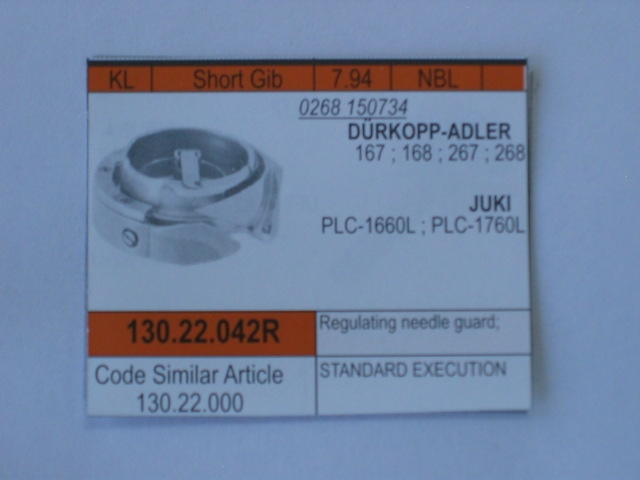 KL Short Gib 7.94 NBL
0268 150734
DÜRKOPP-ADLER
167 ; 168 ; 267 ; 268
JUKI
PLC-1660L ; PLC-1760L
130.22.042R
Regulating needle guard;
Code Similar Article
130.22.000
STANDARD EXECUTION